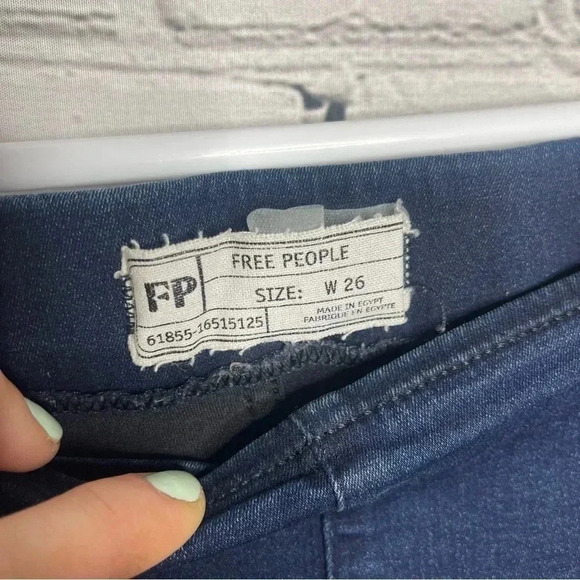 FP
FREE PEOPLE
SIZE: W 26
61855-16515125
MADE IN EGYPT
FABRIQUE EN EGYPTE